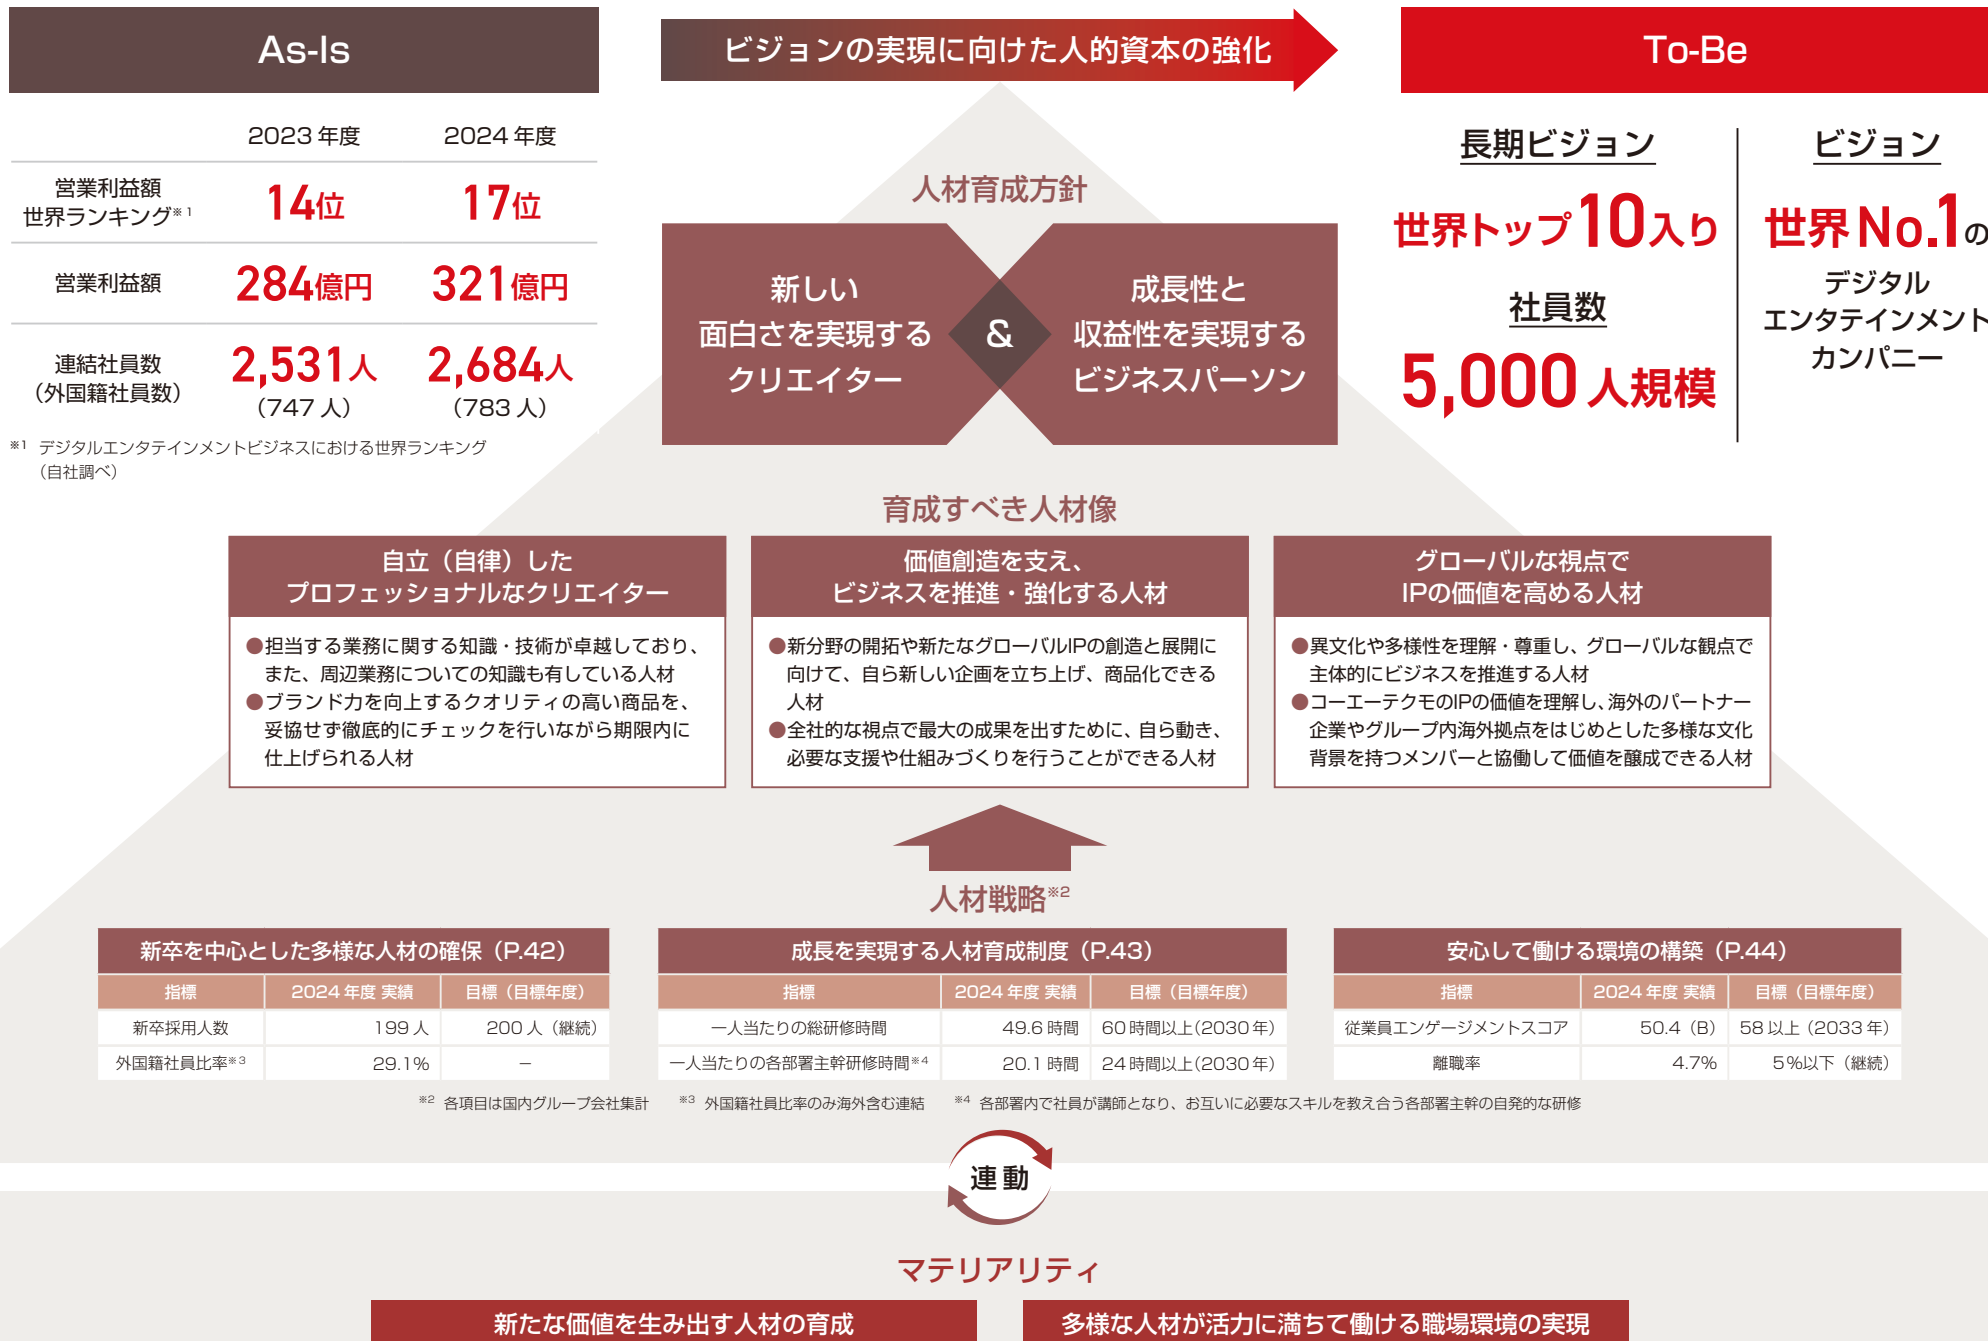 As-Is
ビジョンの実現に向けた人的資本の強化
To-Be
2023年度 2024年度
営業利益額
世界ランキング※1 14位 17位
営業利益額 284億円 321億円
連結社員数
（外国籍社員数）
2,531人 2,684人
（747人） （783人）
※1 デジタルエンタテインメントビジネスにおける世界ランキング
（自社調べ）
人材育成方針
新しい
面白さを実現する
クリエイター
&
成長性と
収益性を実現する
ビジネスパーソン
長期ビジョン
世界トップ10入り
社員数
5,000人規模
ビジョン
世界No.1の
デジタル
エンタテインメント
カンパニー
育成すべき人材像
自立（自律）した
プロフェッショナルなクリエイター
●担当する業務に関する知識・技術が卓越しており、
また、周辺業務についての知識も有している人材
●ブランド力を向上するクオリティの高い商品を、
妥協せず徹底的にチェックを行いながら期限内に
仕上げられる人材
価値創造を支え、
ビジネスを推進・強化する人材
●新分野の開拓や新たなグローバルIPの創造と展開に
向けて、自ら新しい企画を立ち上げ、商品化できる
人材
●全社的な視点で最大の成果を出すために、自ら動き、
必要な支援や仕組みづくりを行うことができる人材
グローバルな視点で
IPの価値を高める人材
●異文化や多様性を理解・尊重し、グローバルな観点で
主体的にビジネスを推進する人材
●コーエーテクモのIPの価値を理解し、海外のパートナー
企業やグループ内海外拠点をはじめとした多様な文化
背景を持つメンバーと協働して価値を醸成できる人材
人材戦略※2
新卒を中心とした多様な人材の確保（P.42）
指標 2024年度 実績 目標（目標年度）
新卒採用人数 199人 200人（継続）
外国籍社員比率※3 29.1% −
成長を実現する人材育成制度（P.43）
指標 2024年度 実績 目標（目標年度）
一人当たりの総研修時間 49.6時間 60時間以上（2030年）
一人当たりの各部署主幹研修時間※4 20.1時間 24時間以上（2030年）
安心して働ける環境の構築（P.44）
指標 2024年度 実績 目標（目標年度）
従業員エンゲージメントスコア 50.4（B） 58以上（2033年）
離職率 4.7% 5%以下（継続）
※2 各項目は国内グループ会社集計 ※3 外国籍社員比率のみ海外含む連結 ※4 各部署内で社員が講師となり、お互いに必要なスキルを教え合う各部署主幹の自発的な研修
連動
マテリアリティ
新たな価値を生み出す人材の育成
多様な人材が活力に満ちて働ける職場環境の実現